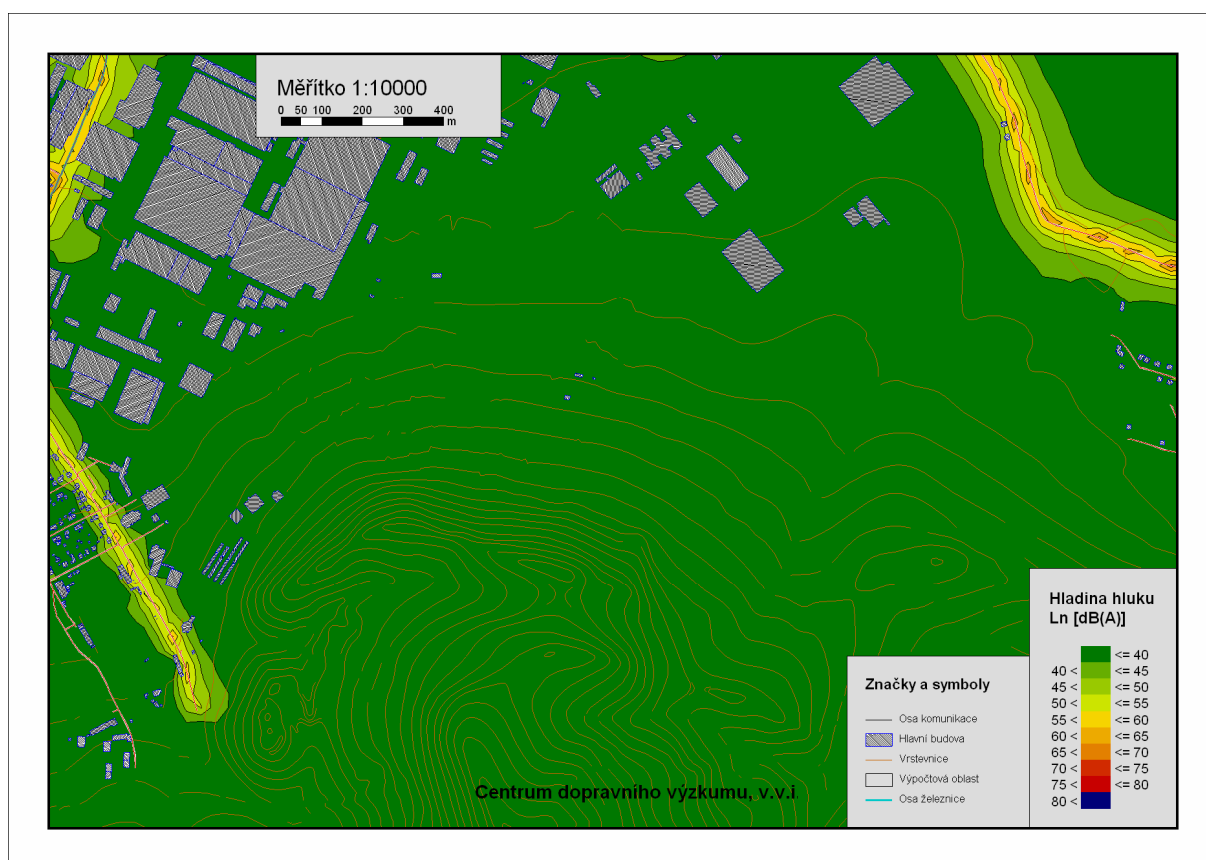 Měřítko 1:10000
0 50 100 200 300 400
m
Hladina hluku
Ln [dB(A)]
<= 40
40 < <= 45
45 < <= 50
50 < <= 55
55 < <= 60
60 < <= 65
65 < <= 70
70 < <= 75
75 < <= 80
80 <
Značky a symboly
Osa komunikace
Hlavní budova
Vrstevnice
Výpočtová oblast
Osa železnice
Centrum dopravního výzkumu, v.v.i